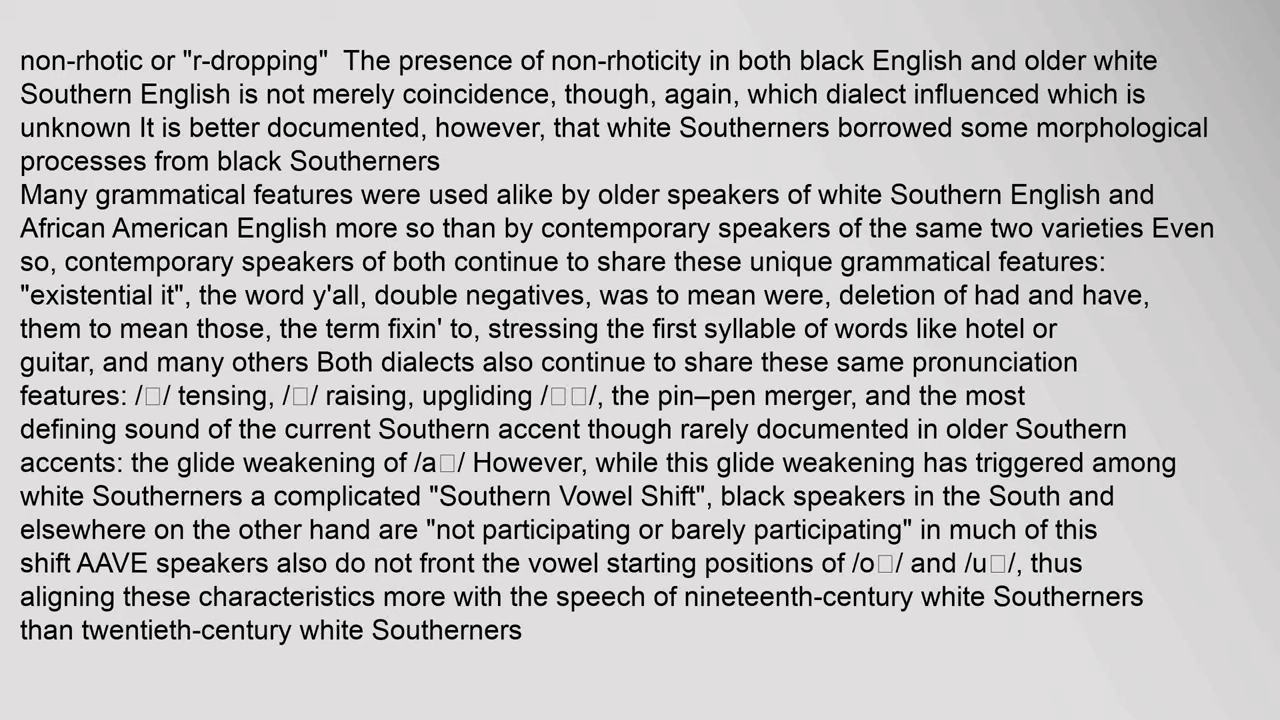 non-rhotic or "r-dropping"  The presence of non-rhoticity in both black English and older white
Southern English is not merely coincidence, though, again, which dialect influenced which is
unknown It is better documented, however, that white Southerners borrowed some morphological
processes from black Southerners
Many grammatical features were used alike by older speakers of white Southern English and
African American English more so than by contemporary speakers of the same two varieties Even
so, contemporary speakers of both continue to share these unique grammatical features:
"existential it", the word y'all, double negatives, was to mean were, deletion of had and have,
them to mean those, the term fixin' to, stressing the first syllable of words like hotel or
guitar, and many others Both dialects also continue to share these same pronunciation
features: /□/ tensing, /□/ raising, upgliding /□□/, the pin–pen merger, and the most
defining sound of the current Southern accent though rarely documented in older Southern
accents: the glide weakening of /a□/ However, while this glide weakening has triggered among
white Southerners a complicated "Southern Vowel Shift", black speakers in the South and
elsewhere on the other hand are "not participating or barely participating" in much of this
shift AAVE speakers also do not front the vowel starting positions of /o□/ and /u□/, thus
aligning these characteristics more with the speech of nineteenth-century white Southerners
than twentieth-century white Southerners